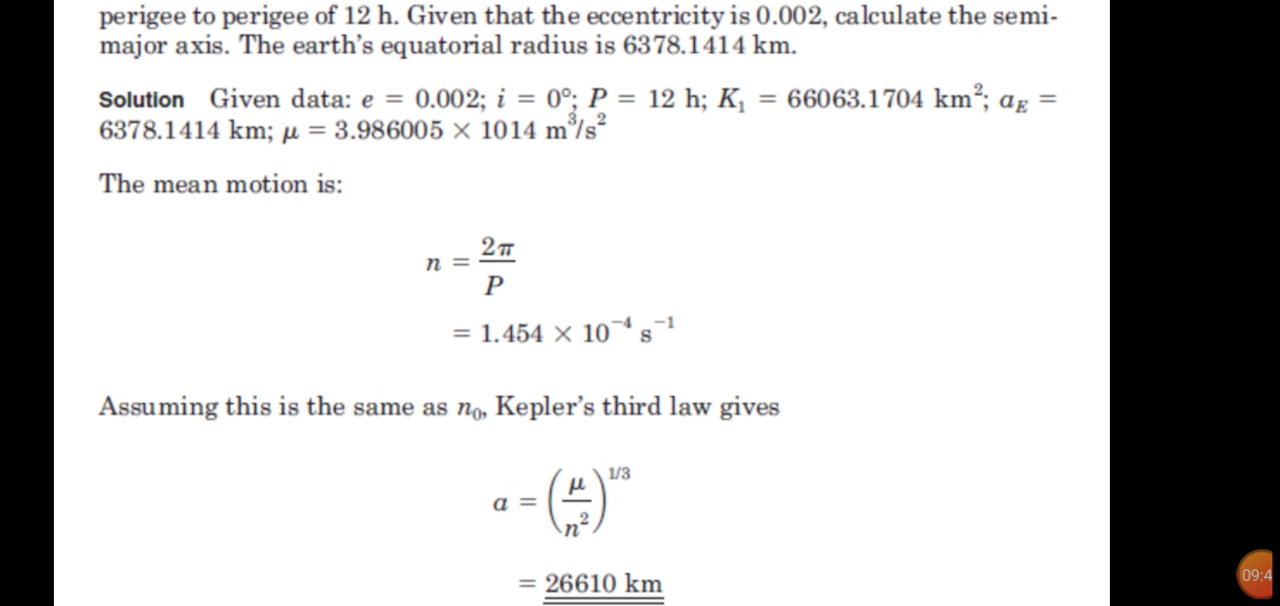 perigee to perigee of 12 h. Given that the eccentricity is 0.002, calculate the semi-
major axis. The earth's equatorial radius is 6378.1414 km.
Solution Given data: e = 0.002; i = 0°; P = 12 h; K₁ = 66063.1704 km²; a_E =
6378.1414 km; μ = 3.986005 × 1014 m³/s²
The mean motion is:
n = 2π/P
= 1.454 × 10⁻⁴ s⁻¹
Assuming this is the same as n₀, Kepler's third law gives
a = (μ/n²)^1/3
= 26610 km
09:4